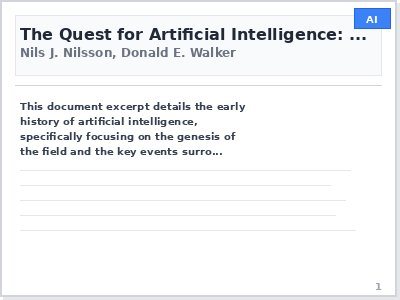 AI
The Quest for Artificial Intelligence: ...
Nils J. Nilsson, Donald E. Walker
This document excerpt details the early
history of artificial intelligence,
specifically focusing on the genesis of
the field and the key events surro...
1